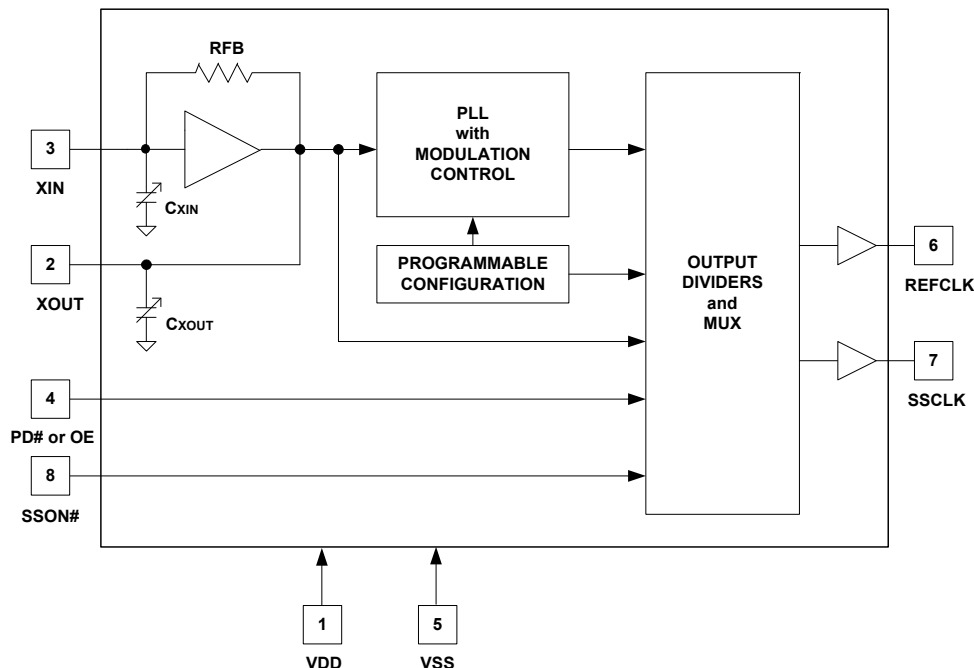 RFB
PLL
with
MODULATION
CONTROL
3
XIN
CXIN
2
XOUT
CXOUT
PROGRAMMABLE
CONFIGURATION
OUTPUT
DIVIDERS
and
MUX
6
REFCLK
7
SSCLK
4
PD# or OE
8
SSON#
1
VDD
5
VSS